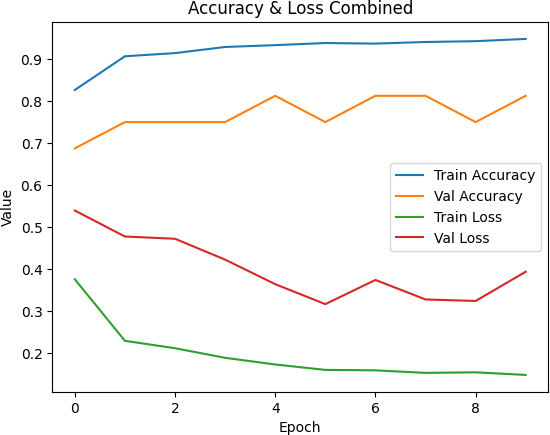 Accuracy & Loss Combined
Value
0.9
0.8
0.7
0.6
0.5
0.4
0.3
0.2
Train Accuracy
Val Accuracy
Train Loss
Val Loss
0 2 4 6 8
Epoch